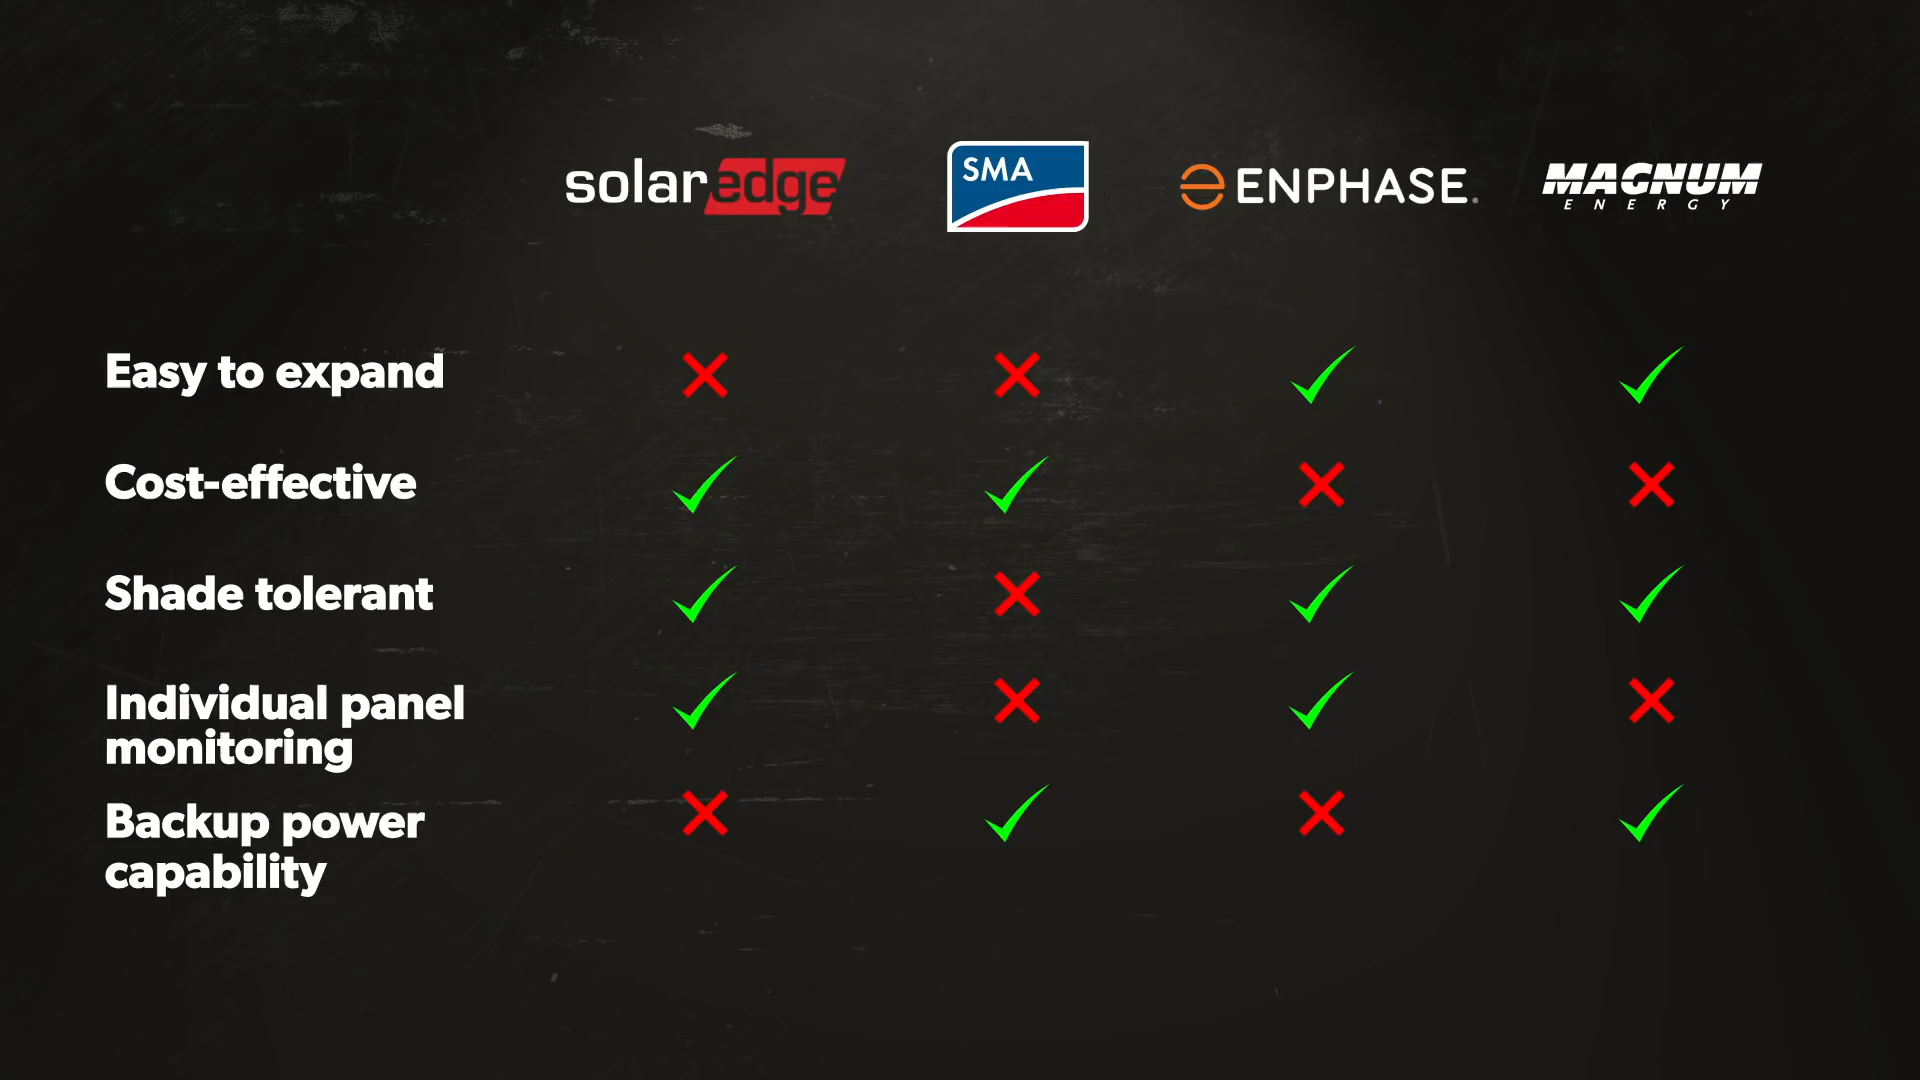 solaredge
SMA
ENPHASE®
MAGNUM
ENERGY
Easy to expand
Cost-effective
Shade tolerant
Individual panel
monitoring
Backup power
capability